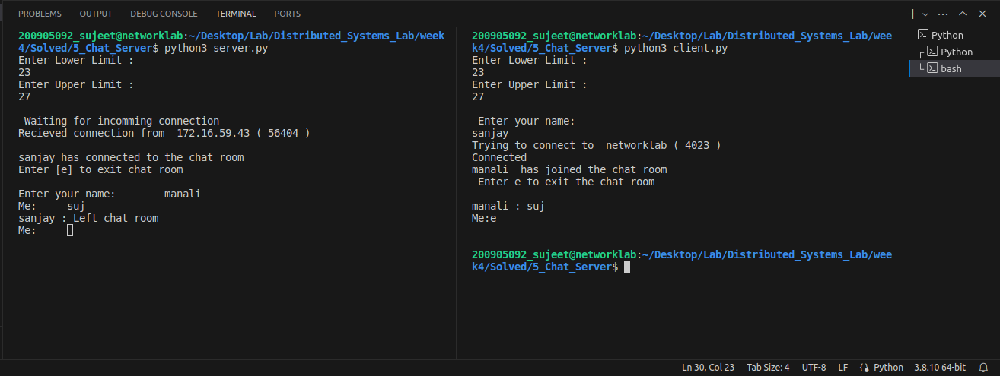 PROBLEMS OUTPUT DEBUG CONSOLE TERMINAL PORTS
200905092_sujeet@networklab:~/Desktop/Lab/Distributed_Systems_Lab/week
4/Solved/5_Chat_Server$ python3 server.py
Enter Lower Limit :
23
Enter Upper Limit :
27
Waiting for incomming connection
Recieved connection from  172.16.59.43 ( 56404 )
sanjay has connected to the chat room
Enter [e] to exit chat room
Enter your name:        manali
Me:     suj
sanjay : Left chat room
Me:
200905092_sujeet@networklab:~/Desktop/Lab/Distributed_Systems_Lab/wee
k4/Solved/5_Chat_Server$ python3 client.py
Enter Lower Limit :
23
Enter Upper Limit :
27
Enter your name:
sanjay
Trying to connect to  networklab ( 4023 )
Connected
manali  has joined the chat room
Enter e to exit the chat room
manali : suj
Me:e
200905092_sujeet@networklab:~/Desktop/Lab/Distributed_Systems_Lab/wee
k4/Solved/5_Chat_Server$
Python
Python
bash
Ln 30, Col 23 Tab Size: 4 UTF-8 LF Python 3.8.10 64-bit